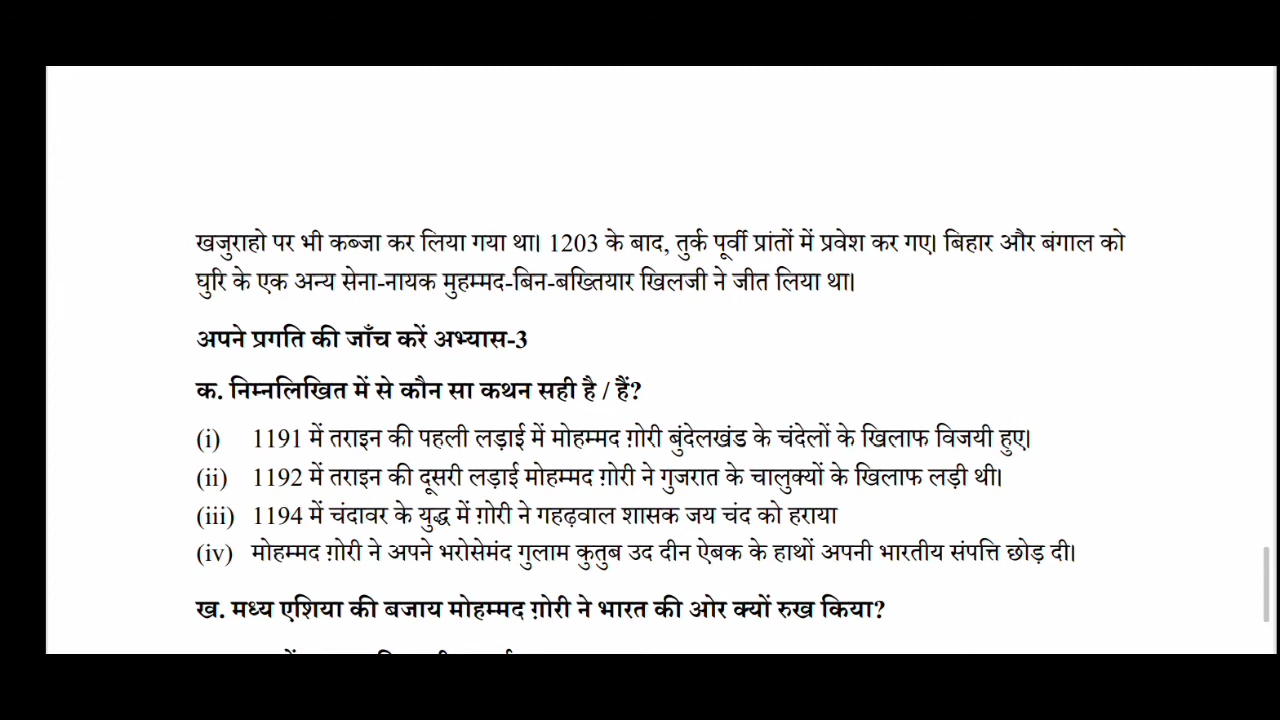 खजुराहो पर भी कब्जा कर लिया गया था। 1203 के बाद, तुर्क पूर्वी प्रांतों में प्रवेश कर गए। बिहार और बंगाल को
घुरि के एक अन्य सेना-नायक मुहम्मद-बिन-बख्तियार खिलजी ने जीत लिया था।
अपने प्रगति की जाँच करें अभ्यास-3
क. निम्नलिखित में से कौन सा कथन सही है / हैं?
(i) 1191 में तराइन की पहली लड़ाई में मोहम्मद ग़ोरी बुंदेलखंड के चंदेलों के खिलाफ विजयी हुए।
(ii) 1192 में तराइन की दूसरी लड़ाई मोहम्मद ग़ोरी ने गुजरात के चालुक्यों के खिलाफ लड़ी थी।
(iii) 1194 में चंदावर के युद्ध में ग़ोरी ने गहढ़वाल शासक जय चंद को हराया
(iv) मोहम्मद ग़ोरी ने अपने भरोसेमंद गुलाम कुतुब उद दीन ऐबक के हाथों अपनी भारतीय संपत्ति छोड़ दी।
ख. मध्य एशिया की बजाय मोहम्मद ग़ोरी ने भारत की ओर क्यों रुख किया?